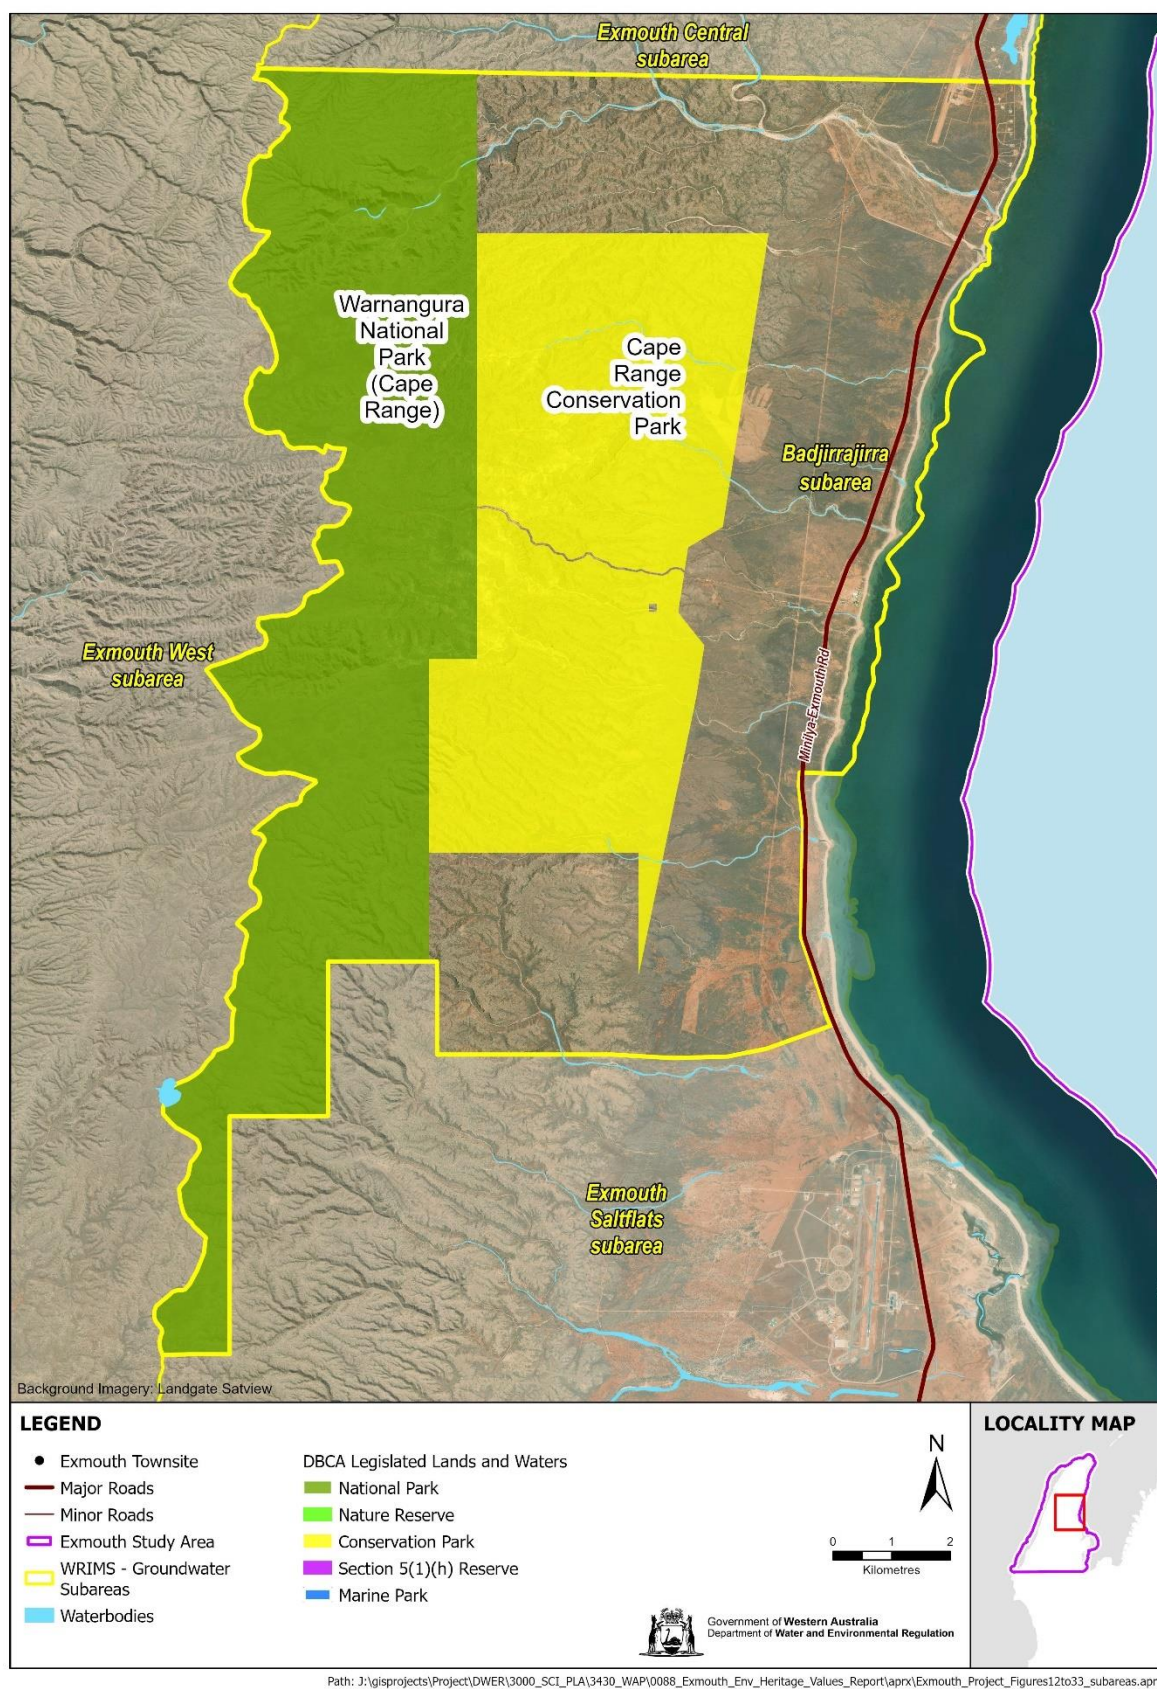 Exmouth Central
subarea
Warnangura
National
Park
(Cape
Range)
Cape
Range
Conservation
Park
Badjirrajirra
subarea
Exmouth West
subarea
Minilya-Exmouth Rd
Exmouth
Saltflats
subarea
Background Imagery: Landgate Satview
LEGEND
Exmouth Townsite
Major Roads
Minor Roads
Exmouth Study Area
WRIMS - Groundwater
Subareas
Waterbodies
DBCA Legislated Lands and Waters
National Park
Nature Reserve
Conservation Park
Section 5(1)(h) Reserve
Marine Park
N
0 1 2
Kilometres
Government of Western Australia
Department of Water and Environmental Regulation
LOCALITY MAP
Path: J:\gisprojects\Project\DWER\3000_SCI_PLA\3430_WAP\0088_Exmouth_Env_Heritage_Values_Report\aprx\Exmouth_Project_Figures12to33_subareas.apr